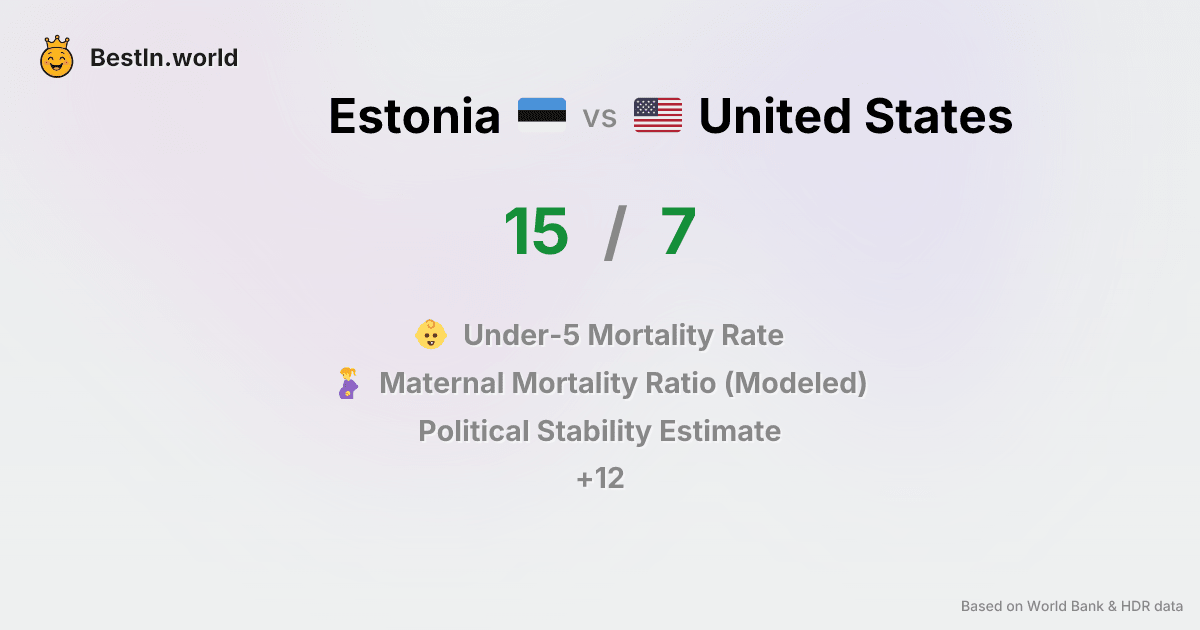 BestIn.world
Estonia vs United States
15 / 7
Under-5 Mortality Rate
Maternal Mortality Ratio (Modeled)
Political Stability Estimate
+12
Based on World Bank & HDR data